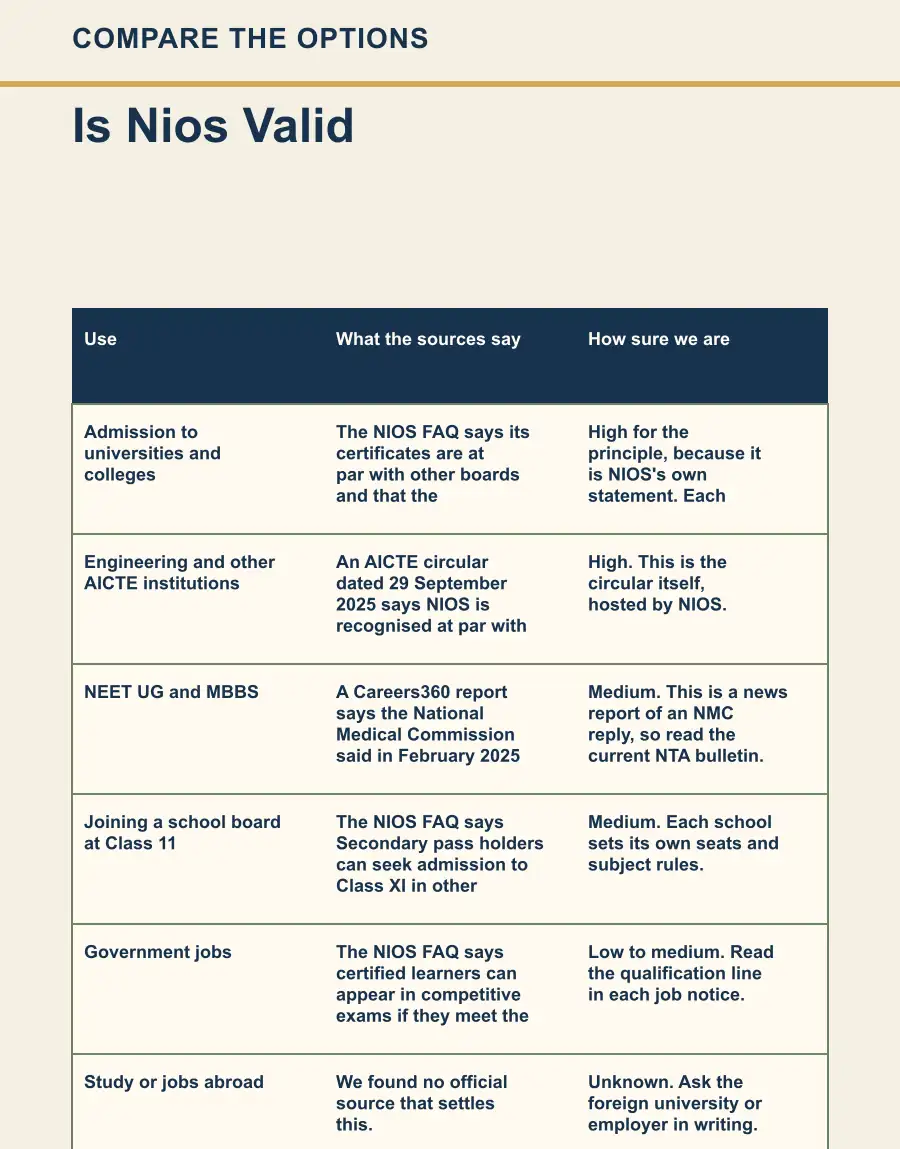 COMPARE THE OPTIONS
Is Nios Valid
Use
What the sources say
How sure we are
Admission to
universities and
colleges
The NIOS FAQ says its
certificates are at
par with other boards
and that the
High for the
principle, because it
is NIOS's own
statement. Each
Engineering and other
AICTE institutions
An AICTE circular
dated 29 September
2025 says NIOS is
recognised at par with
High. This is the
circular itself,
hosted by NIOS.
NEET UG and MBBS
A Careers360 report
says the National
Medical Commission
said in February 2025
Medium. This is a news
report of an NMC
reply, so read the
current NTA bulletin.
Joining a school board
at Class 11
The NIOS FAQ says
Secondary pass holders
can seek admission to
Class XI in other
Medium. Each school
sets its own seats and
subject rules.
Government jobs
The NIOS FAQ says
certified learners can
appear in competitive
exams if they meet the
Low to medium. Read
the qualification line
in each job notice.
Study or jobs abroad
We found no official
source that settles
this.
Unknown. Ask the
foreign university or
employer in writing.